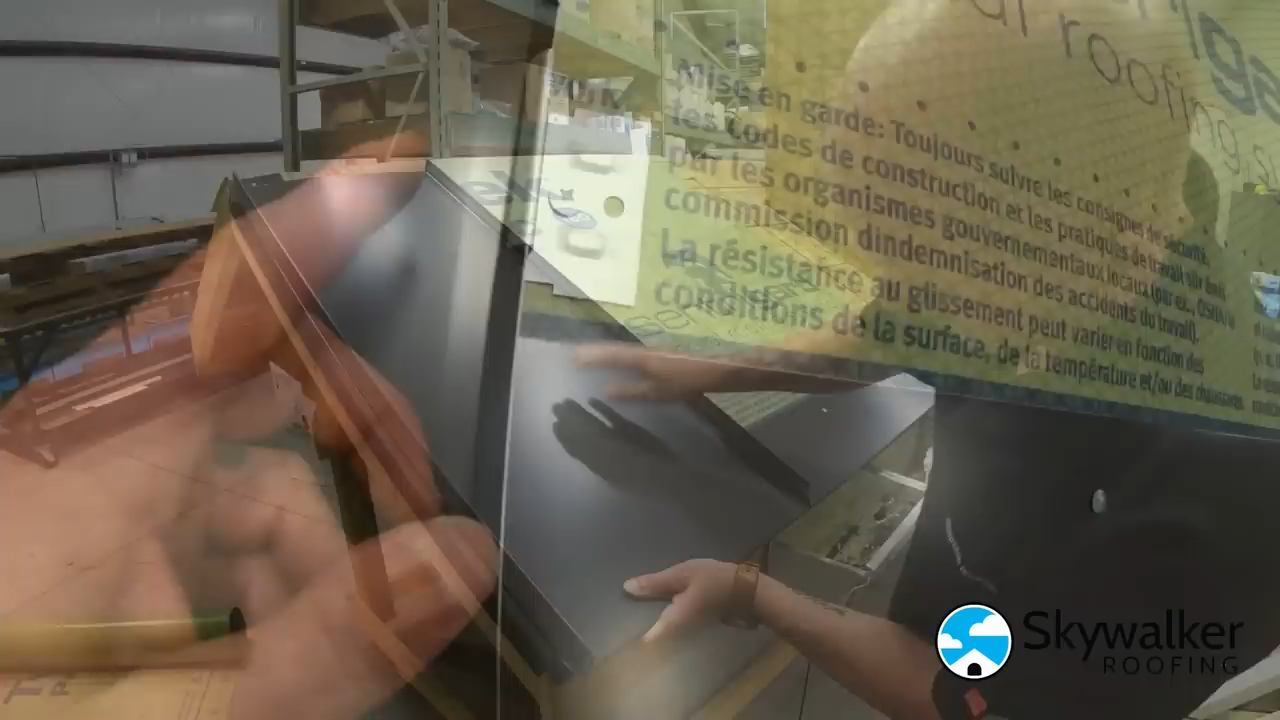 roofing
Mise en garde: Toujours suivre les consignes de sécurité,
les codes de construction et les pratiques de travail sur
par les organismes gouvernementaux locaux (par ex., OSHA
commission dindemnisation des accidents du travail).
La résistance au glissement peut varier en fonction des
conditions de la surface, de la température et/ou des chaussures.
Skywalker
ROOFING